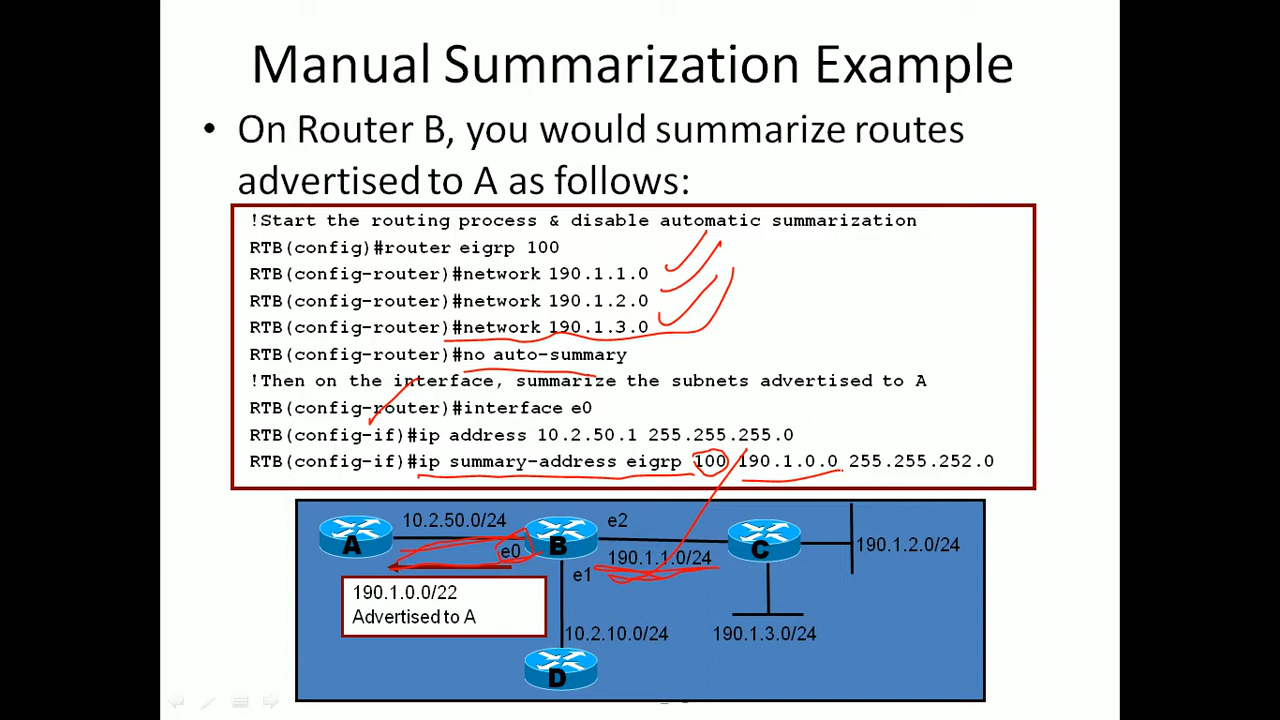 Manual Summarization Example
• On Router B, you would summarize routes
advertised to A as follows:
!Start the routing process & disable automatic summarization
RTB(config)#router eigrp 100
RTB(config-router)#network 190.1.1.0
RTB(config-router)#network 190.1.2.0
RTB(config-router)#network 190.1.3.0
RTB(config-router)#no auto-summary
!Then on the interface, summarize the subnets advertised to A
RTB(config-router)#interface e0
RTB(config-if)#ip address 10.2.50.1 255.255.255.0
RTB(config-if)#ip summary-address eigrp 100 190.1.0.0 255.255.252.0
10.2.50.0/24
e2
A
e0
B
C
190.1.2.0/24
190.1.1.0/24
e1
190.1.0.0/22
Advertised to A
10.2.10.0/24
190.1.3.0/24
D